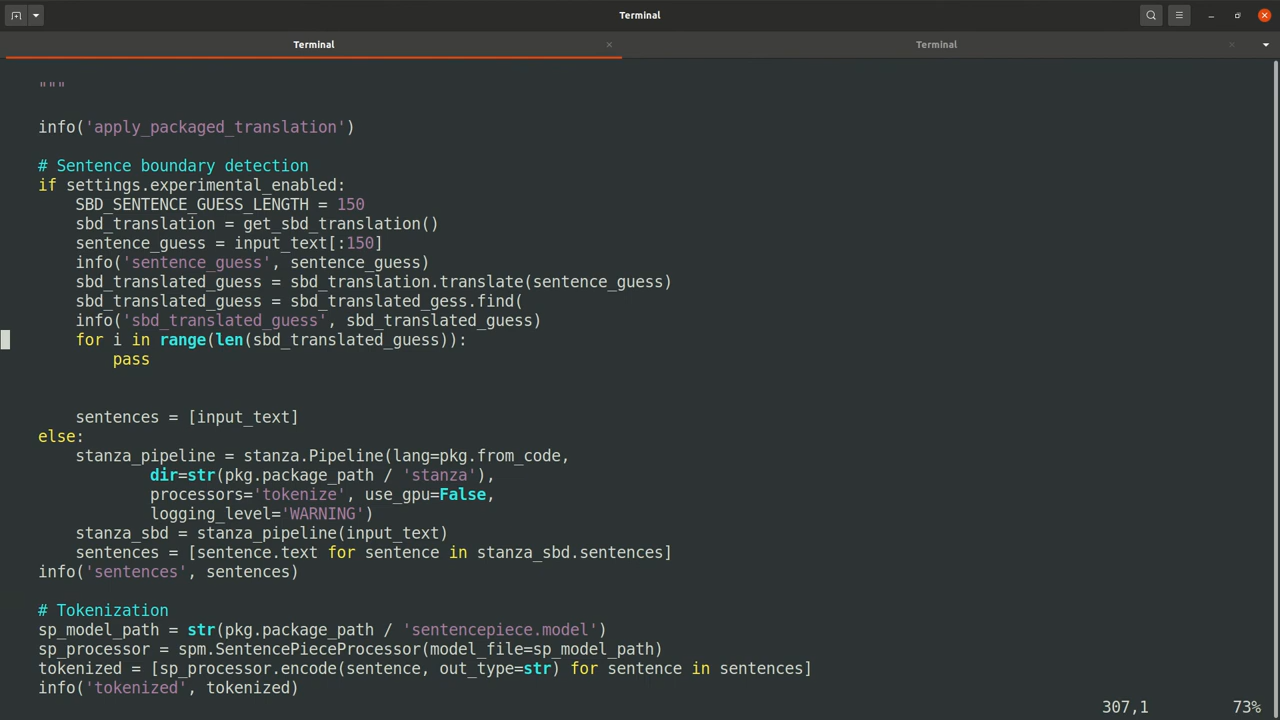 Terminal
Terminal
Terminal
"""
info('apply_packaged_translation')
# Sentence boundary detection
if settings.experimental_enabled:
SBD_SENTENCE_GUESS_LENGTH = 150
sbd_translation = get_sbd_translation()
sentence_guess = input_text[:150]
info('sentence_guess', sentence_guess)
sbd_translated_guess = sbd_translation.translate(sentence_guess)
sbd_translated_guess = sbd_translated_gess.find(
info('sbd_translated_guess', sbd_translated_guess)
for i in range(len(sbd_translated_guess)):
pass
sentences = [input_text]
else:
stanza_pipeline = stanza.Pipeline(lang=pkg.from_code,
dir=str(pkg.package_path / 'stanza'),
processors='tokenize', use_gpu=False,
logging_level='WARNING')
stanza_sbd = stanza_pipeline(input_text)
sentences = [sentence.text for sentence in stanza_sbd.sentences]
info('sentences', sentences)
# Tokenization
sp_model_path = str(pkg.package_path / 'sentencepiece.model')
sp_processor = spm.SentencePieceProcessor(model_file=sp_model_path)
tokenized = [sp_processor.encode(sentence, out_type=str) for sentence in sentences]
info('tokenized', tokenized)
307,1 73%